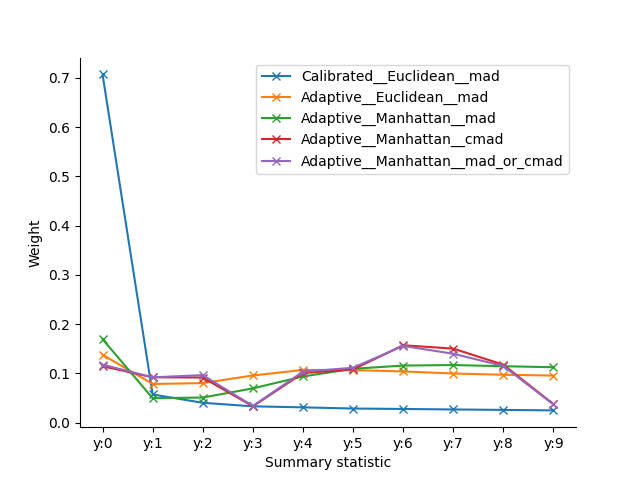 Calibrated__Euclidean__mad
Adaptive__Euclidean__mad
Adaptive__Manhattan__mad
Adaptive__Manhattan__cmad
Adaptive__Manhattan__mad_or_cmad
0.7
0.6
0.5
0.4
0.3
0.2
0.1
0.0
Weight
y:0 y:1 y:2 y:3 y:4 y:5 y:6 y:7 y:8 y:9
Summary statistic